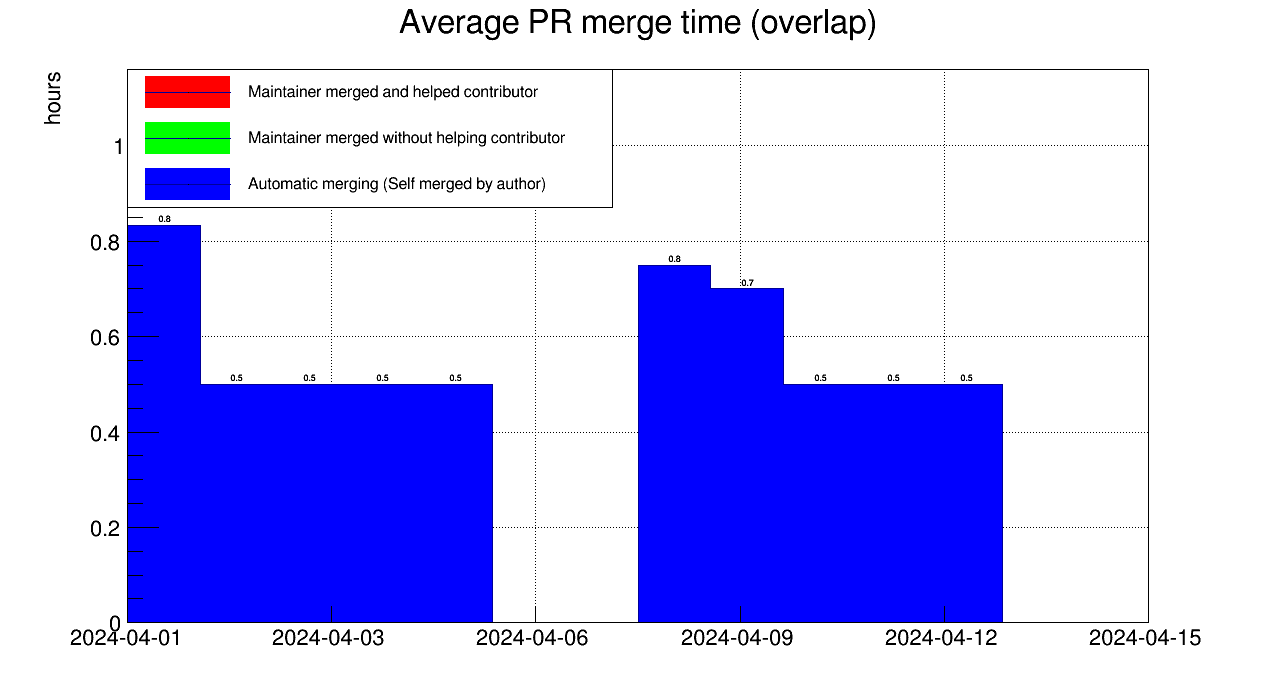 Average PR merge time (overlap)
hours
Maintainer merged and helped contributor
Maintainer merged without helping contributor
Automatic merging (Self merged by author)
1
0.8
0.6
0.4
0.2
0
0.8
0.5 0.5 0.5 0.5
0.8
0.7
0.5 0.5 0.5
2024-04-01 2024-04-03 2024-04-06 2024-04-09 2024-04-12 2024-04-15